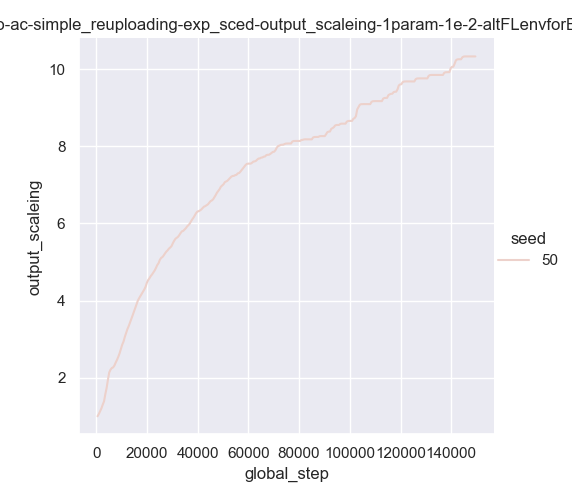 o-ac-simple_reuploading-exp_sced-output_scaleing-1param-1e-2-altFLenvforE
10
8
6
4
2
output_scaleing
0 20000 40000 60000 80000 100000 120000 140000
global_step
seed
50